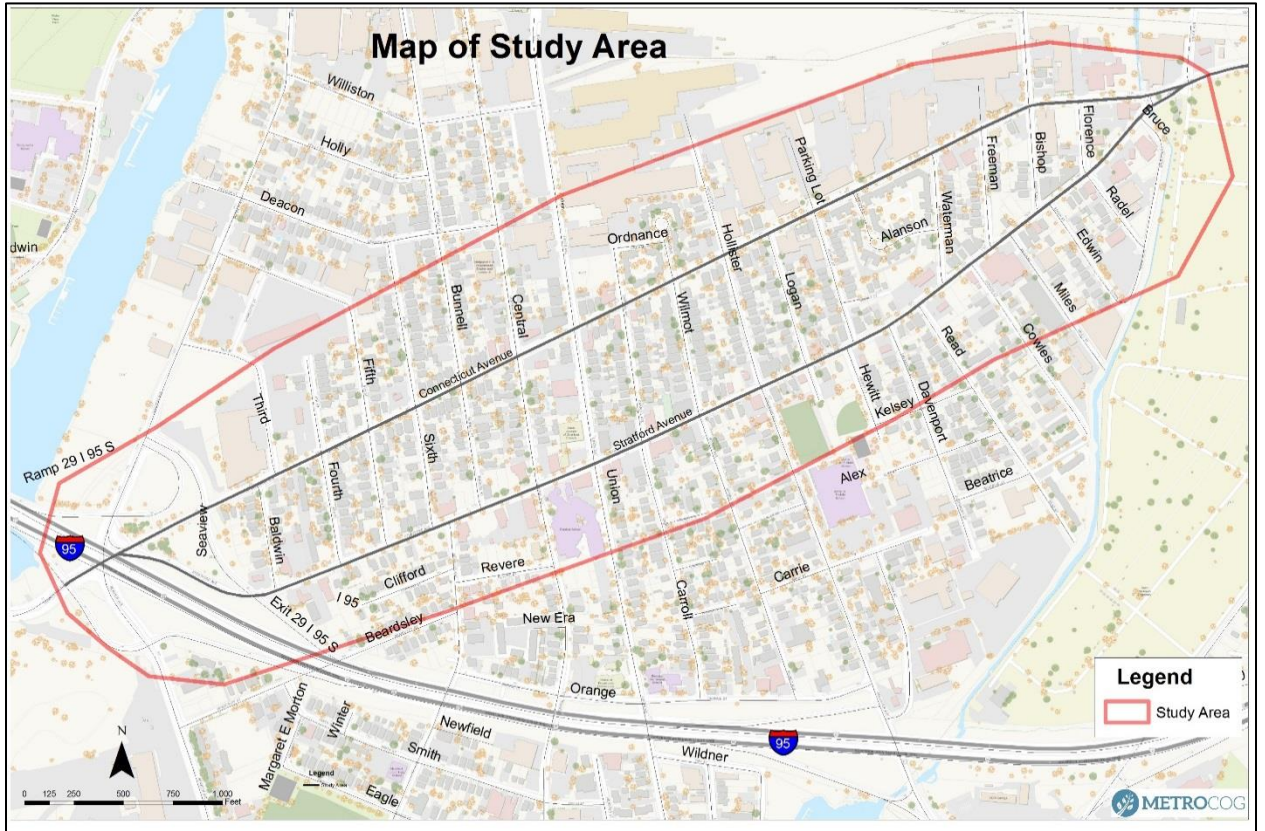 Map of Study Area
Williston
Holly
Deacon
dwin
Ordnance
Parking Lot
Freeman
Bishop
Florence
Bruce
Radel
Edwin
Miles
Alanson
Waterman
Hollister
Logan
Wilmot
Bunnell
Central
Connecticut Avenue
Fifth
Third
Sixth
Fourth
Stratford Avenue
Union
Hewitt
Kelsey
Read
Davenport
Cowles
Alex
Beatrice
Ramp 29 I 95 S
95
Seaview
Baldwin
Clifford
Revere
I 95
Exit 29 I 95 S
Beardsley
New Era
Carroll
Carrie
Orange
Margaret E Morton
Winter
Newfield
Smith
Eagle
Wildner
95
Legend
Study Area
N
Legend
Study Area
0 125 250 500 750 1,000
Feet
METROCOG